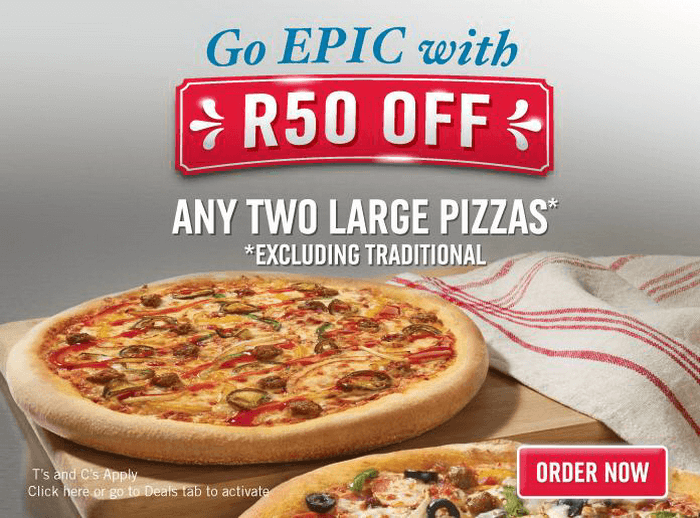 Go EPIC with
R50 OFF
ANY TWO LARGE PIZZAS*
*EXCLUDING TRADITIONAL
T's and C's Apply
Click here or go to Deals tab to activate
ORDER NOW